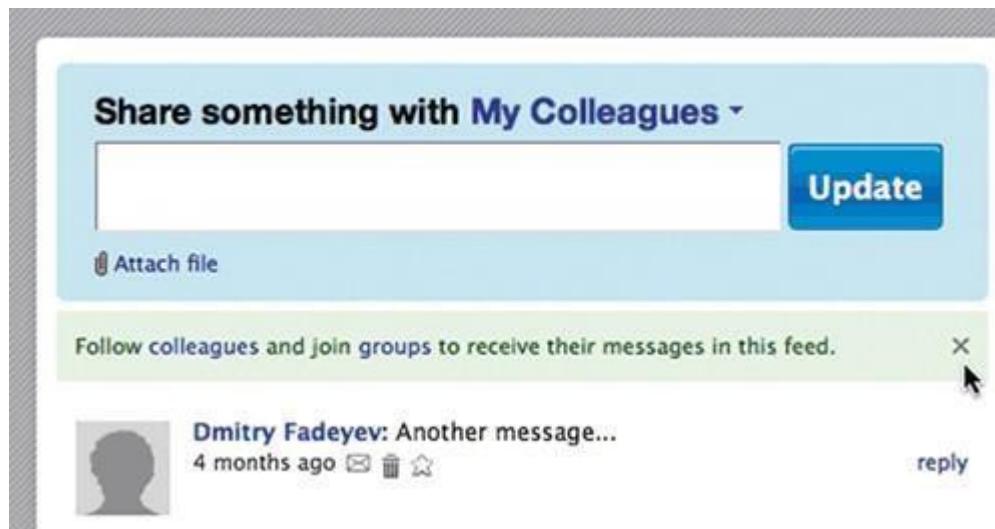 Share something with My Colleagues
Update
Attach file
Follow colleagues and join groups to receive their messages in this feed.
Dmitry Fadeyev: Another message...
4 months ago
reply